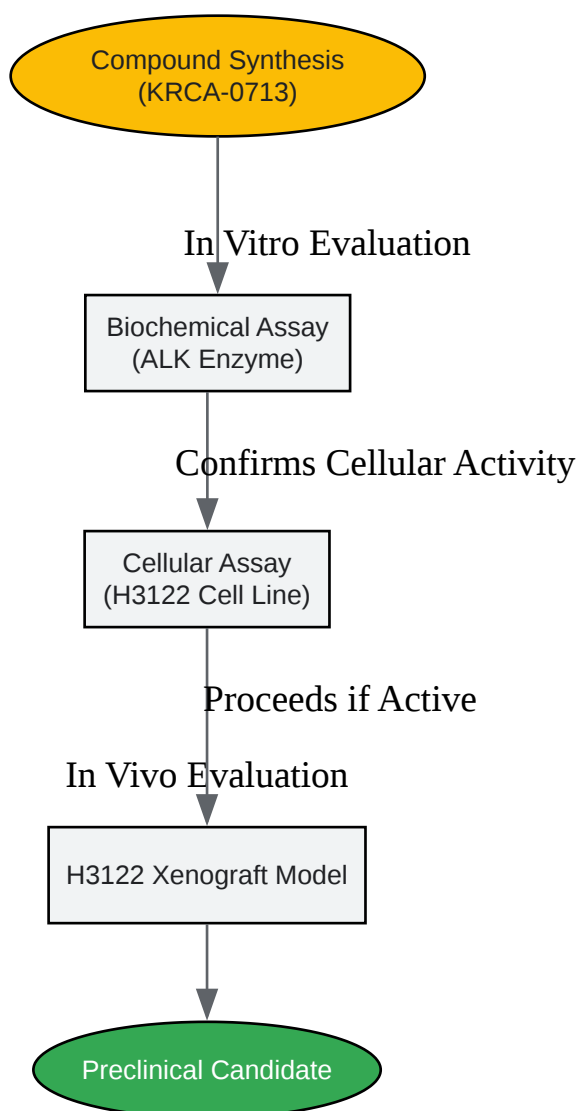 Compound Synthesis
(KRCA-0713)
In Vitro Evaluation
Biochemical Assay
(ALK Enzyme)
Confirms Cellular Activity
Cellular Assay
(H3122 Cell Line)
Proceeds if Active
In Vivo Evaluation
H3122 Xenograft Model
Preclinical Candidate